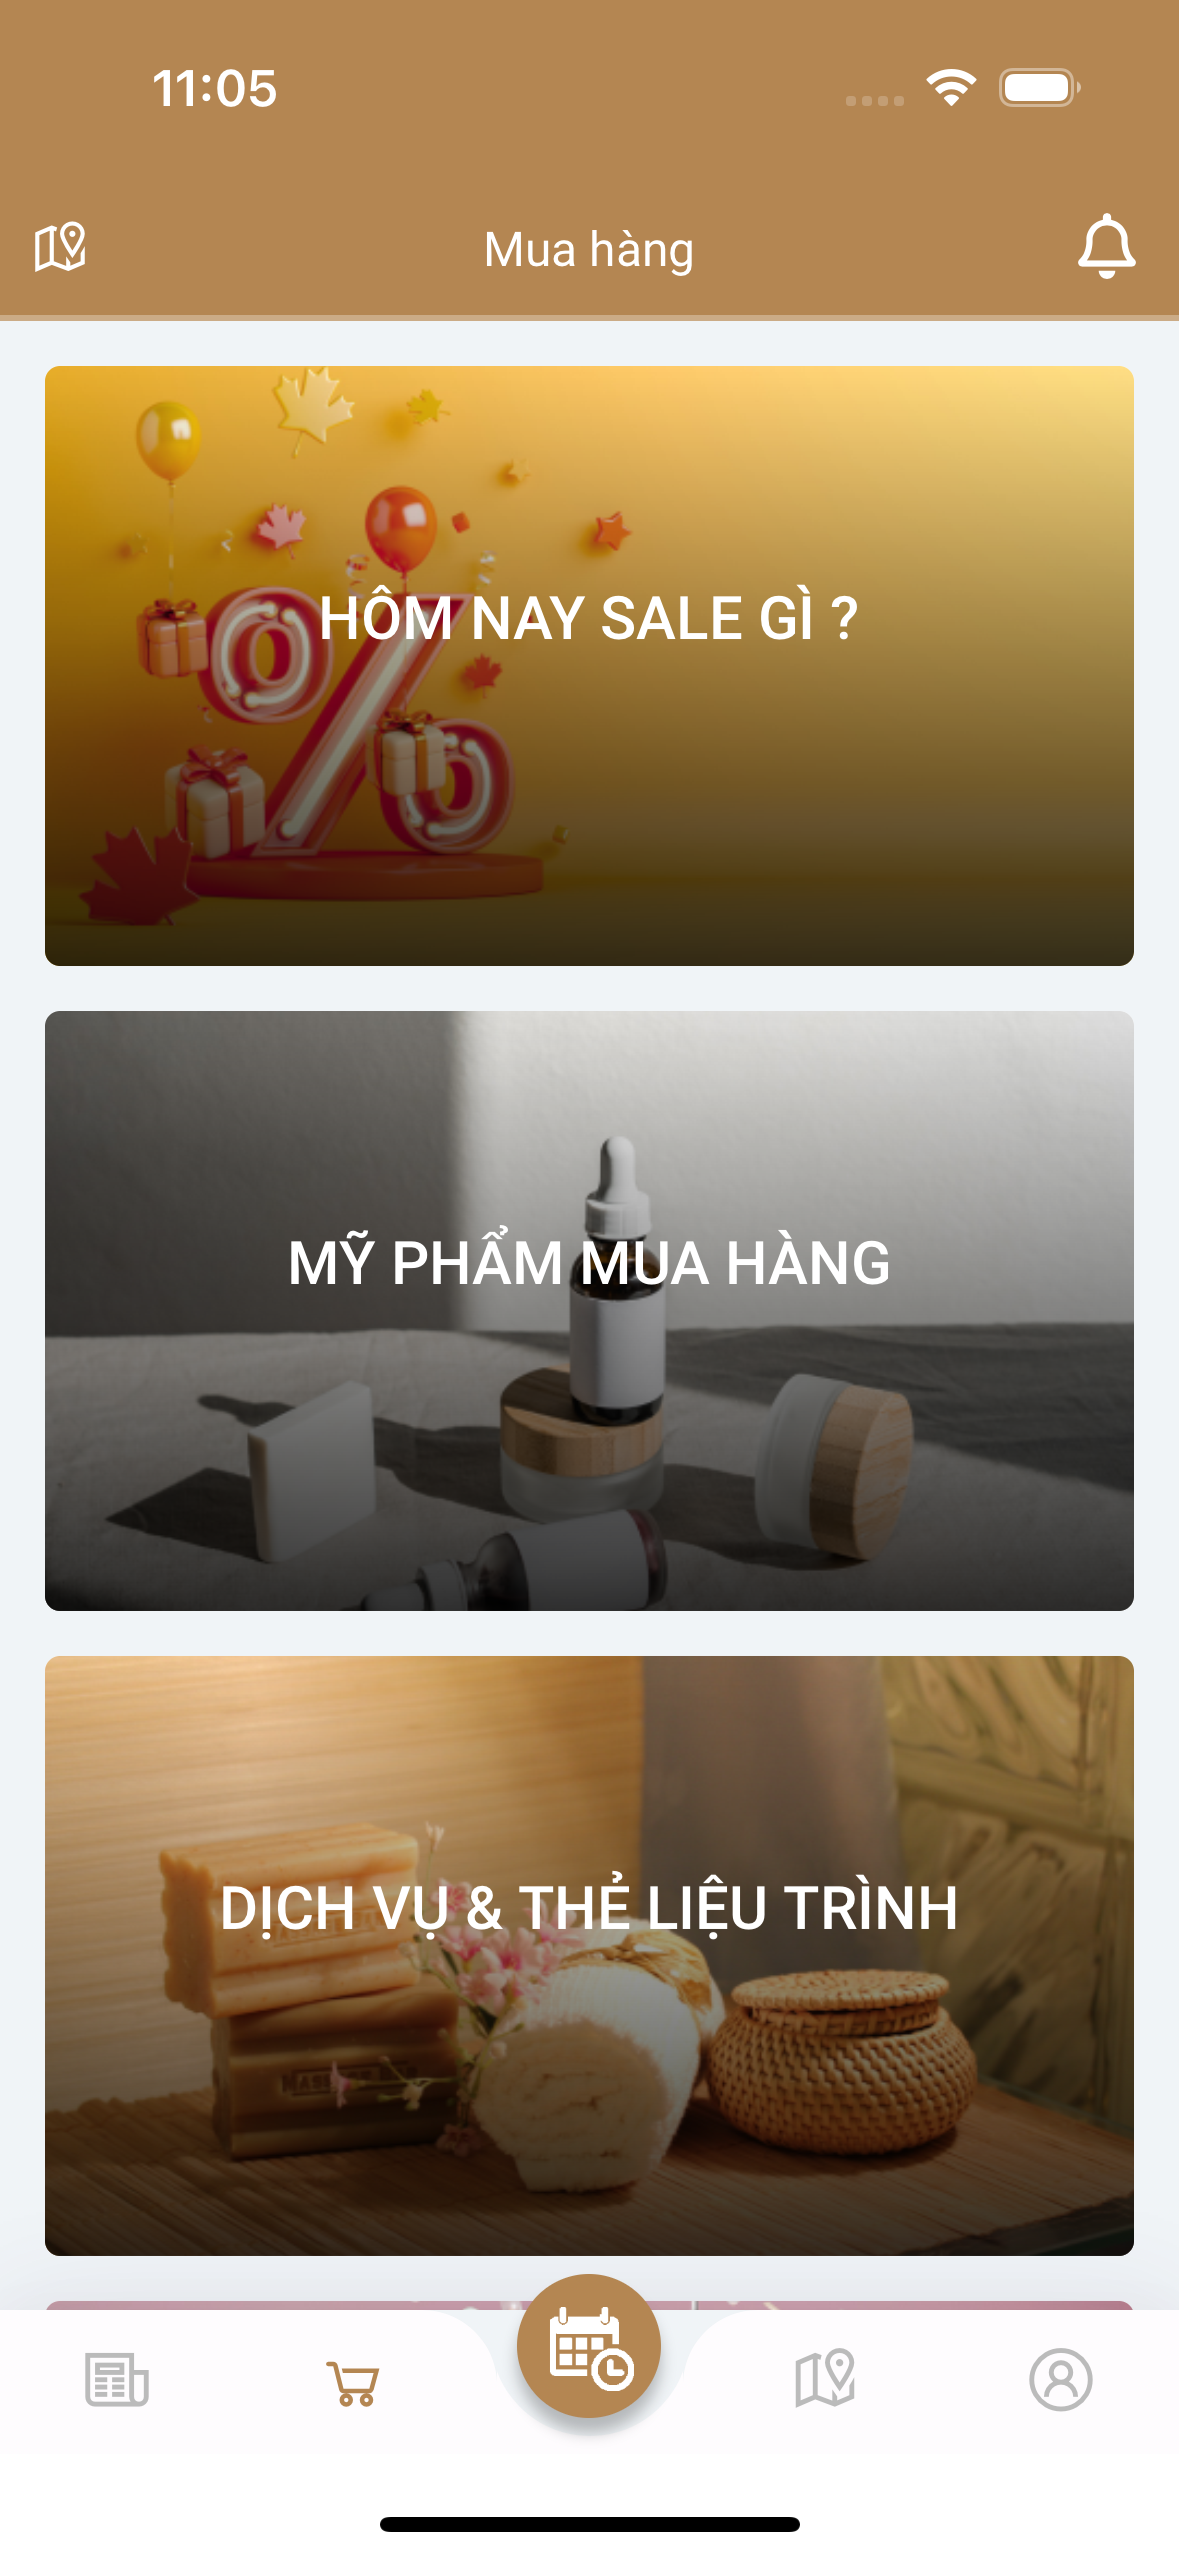 11:05
Mua hàng
HÔM NAY SALE GÌ ?
MỸ PHẨM MUA HÀNG
DỊCH VỤ & THẺ LIỆU TRÌNH